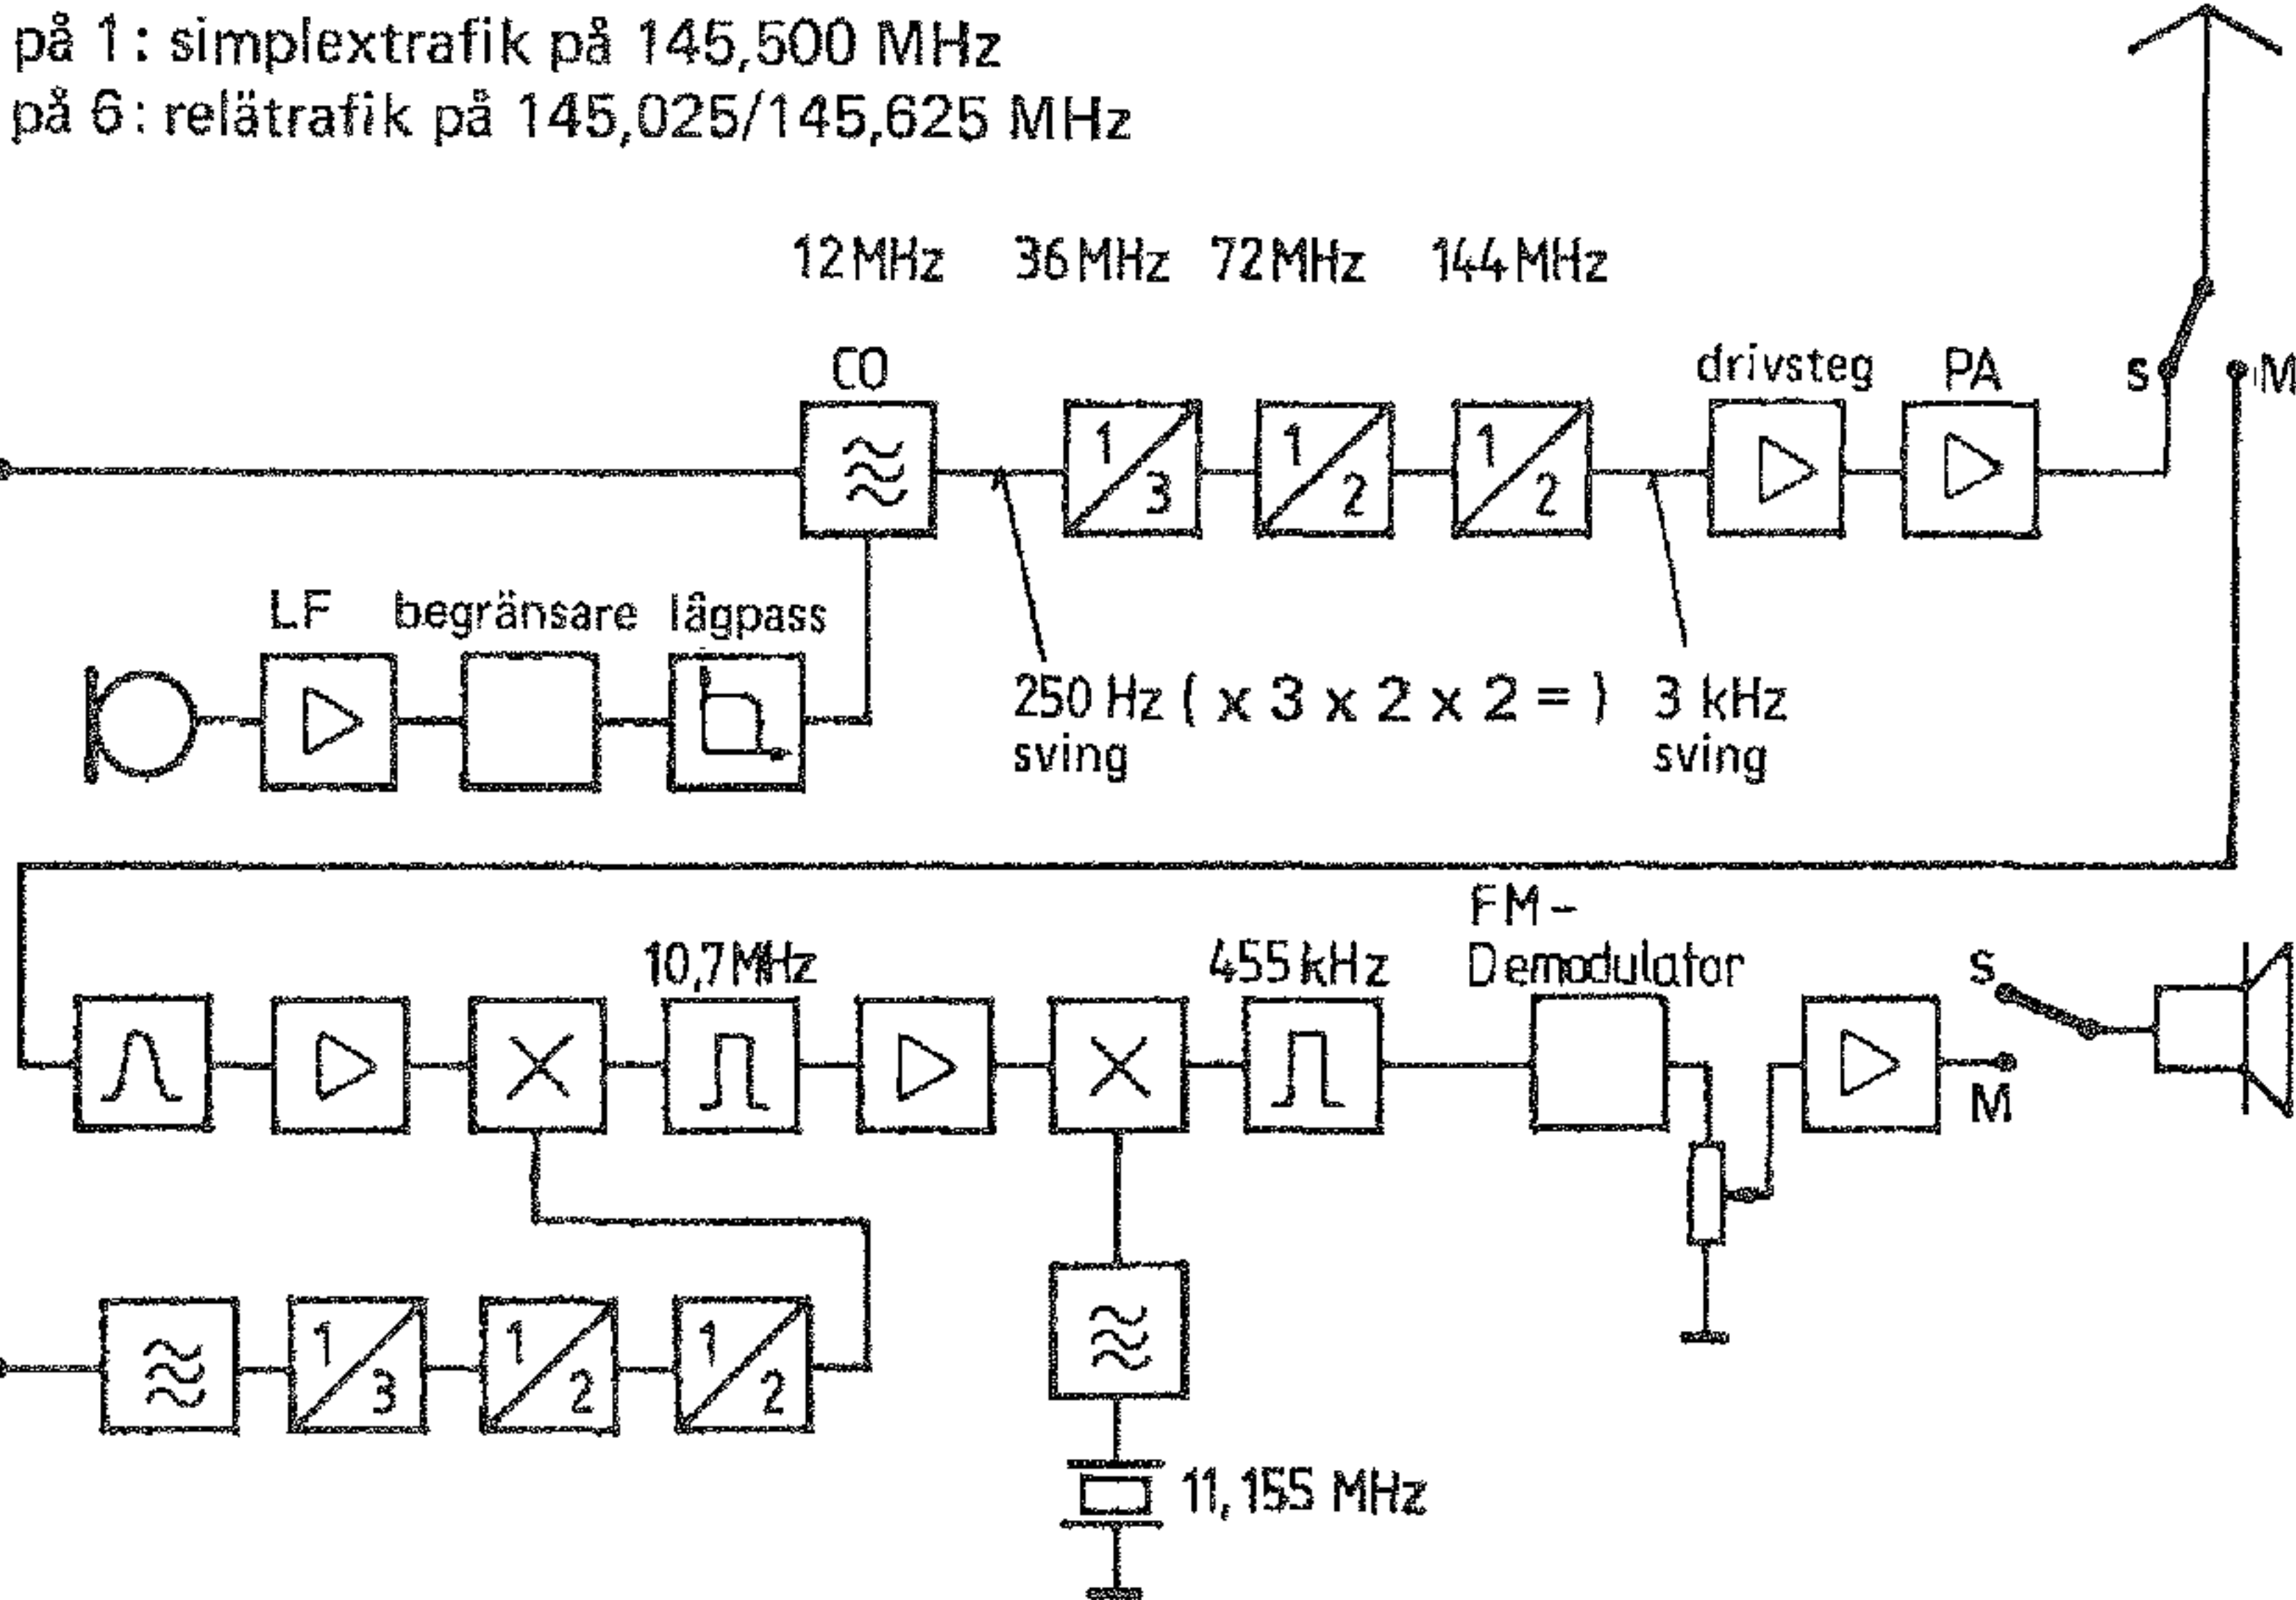 på 1: simplextrafik på 145,500 MHz
på 6: relätrafik på 145,025/145,625 MHz
12 MHz 36 MHz 72 MHz 144 MHz
CO drivsteg PA S M
1/3 1/2 1/2
LF begränsare lågpass
250 Hz ( x 3 x 2 x 2 = ) 3 kHz
sving sving
FM-
10,7 MHz 455 kHz Demodulator S
M
1/3 1/2 1/2
11,155 MHz